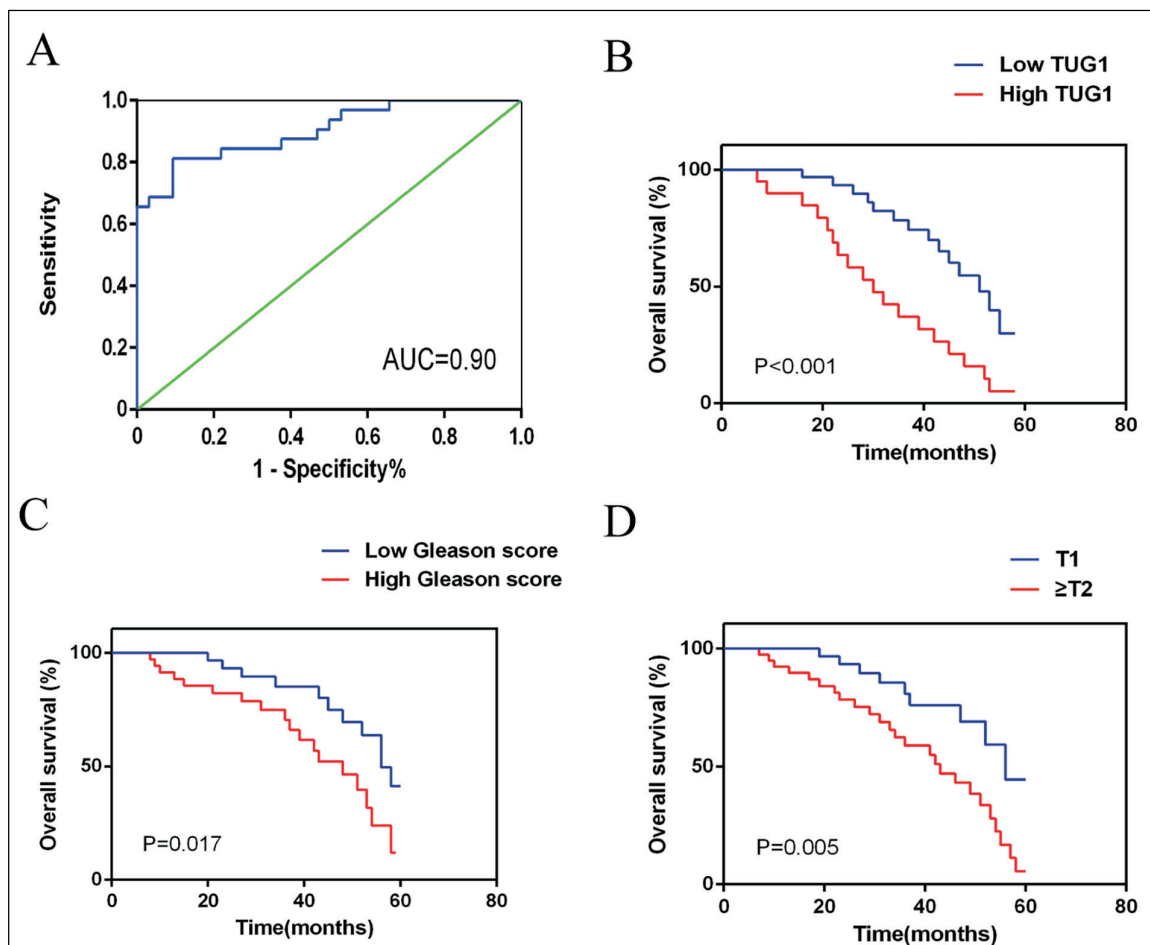 A
1.0
0.8
0.6
0.4
0.2
0
0 0.2 0.4 0.6 0.8 1.0
Sensitivity
1 - Specificity%
AUC=0.90
B
Low TUG1
High TUG1
100
50
0
0 20 40 60 80
Overall survival (%)
Time(months)
P<0.001
C
Low Gleason score
High Gleason score
100
50
0
0 20 40 60 80
Overall survival (%)
Time(months)
P=0.017
D
T1
≥T2
100
50
0
0 20 40 60 80
Overall survival (%)
Time(months)
P=0.005